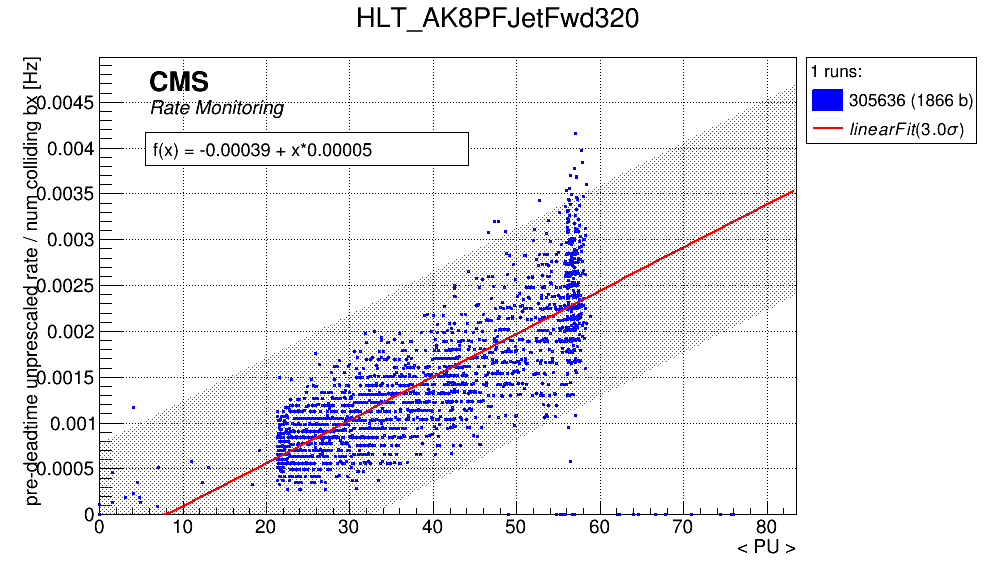 HLT_AK8PFJetFwd320
pre-deadtime unprescaled rate / num colliding bx [Hz]
CMS
Rate Monitoring
f(x) = -0.00039 + x*0.00005
1 runs:
305636 (1866 b)
linearFit(3.0σ)
0.0045
0.004
0.0035
0.003
0.0025
0.002
0.0015
0.001
0.0005
0
0 10 20 30 40 50 60 70 80
< PU >